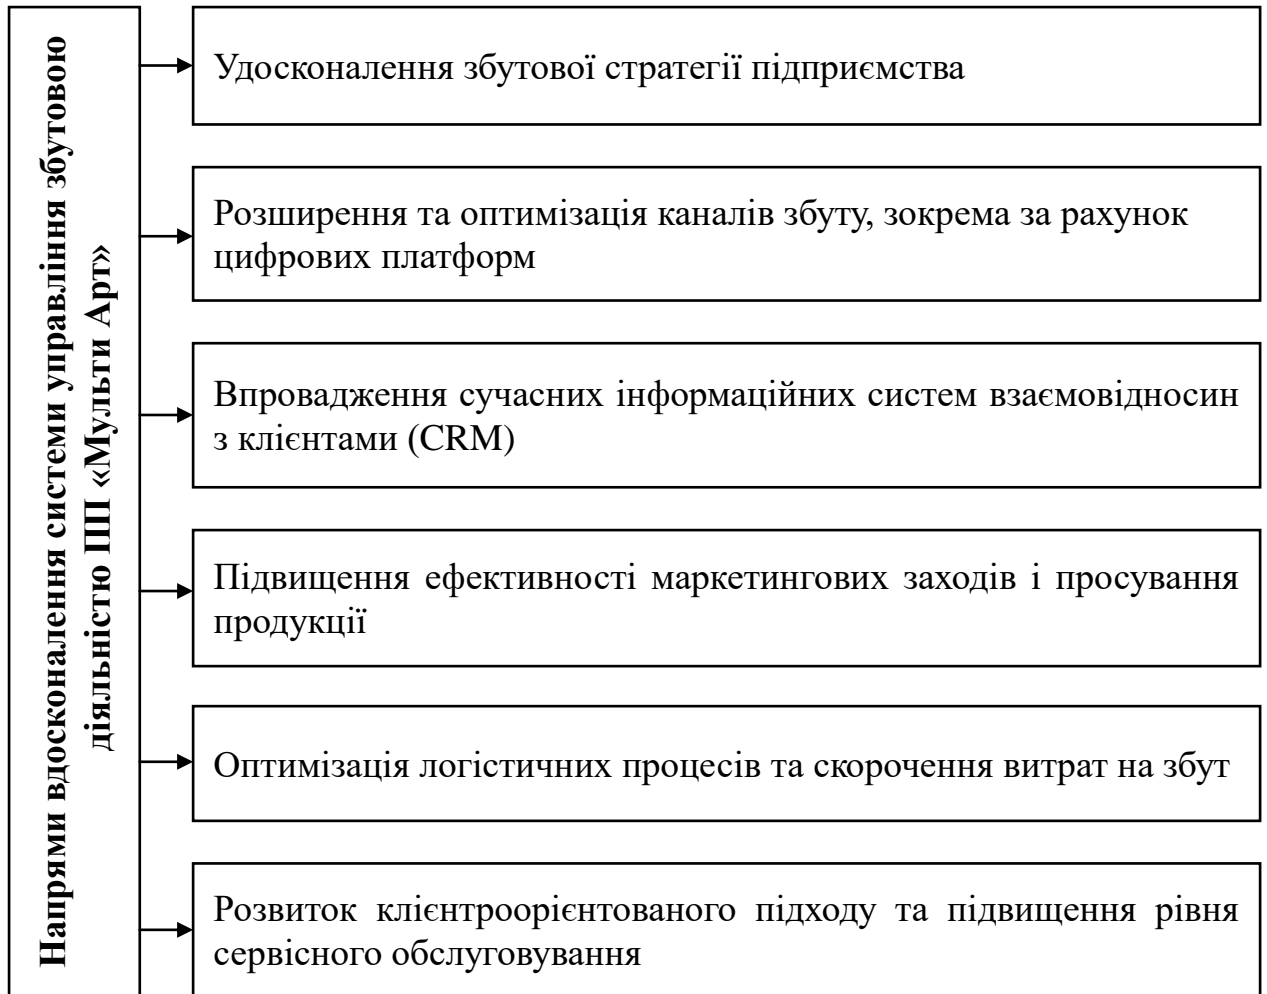 Напрями вдосконалення системи управління збутовою
діяльністю ПП «Мульти Арт»
Удосконалення збутової стратегії підприємства
Розширення та оптимізація каналів збуту, зокрема за рахунок
цифрових платформ
Впровадження сучасних інформаційних систем взаємовідносин
з клієнтами (CRM)
Підвищення ефективності маркетингових заходів і просування
продукції
Оптимізація логістичних процесів та скорочення витрат на збут
Розвиток клієнтроорієнтованого підходу та підвищення рівня
сервісного обслуговування